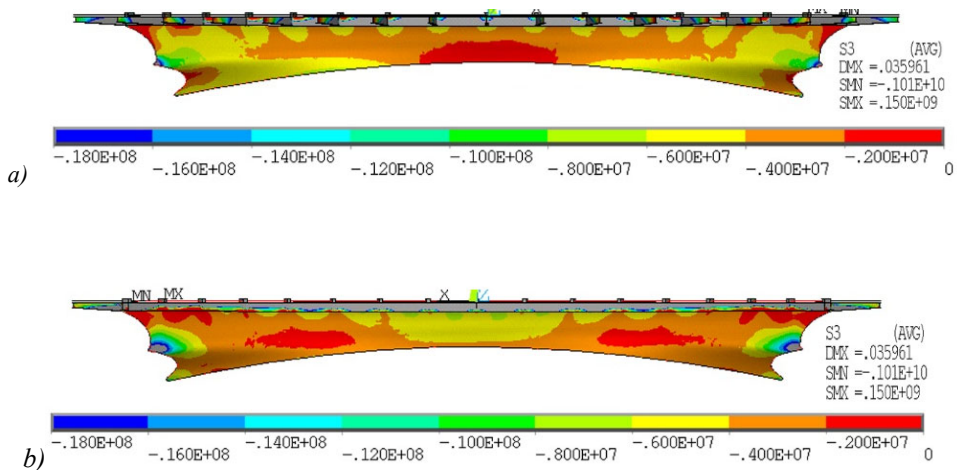 MN
S3 (AVG)
DMX =.035961
SMN =-.101E+10
SMX =.150E+09
-.180E+08 -.160E+08 -.140E+08 -.120E+08 -.100E+08 -.800E+07 -.600E+07 -.400E+07 -.200E+07 0
a)
MN MX X Z
S3 (AVG)
DMX =.035961
SMN =-.101E+10
SMX =.150E+09
-.180E+08 -.160E+08 -.140E+08 -.120E+08 -.100E+08 -.800E+07 -.600E+07 -.400E+07 -.200E+07 0
b)